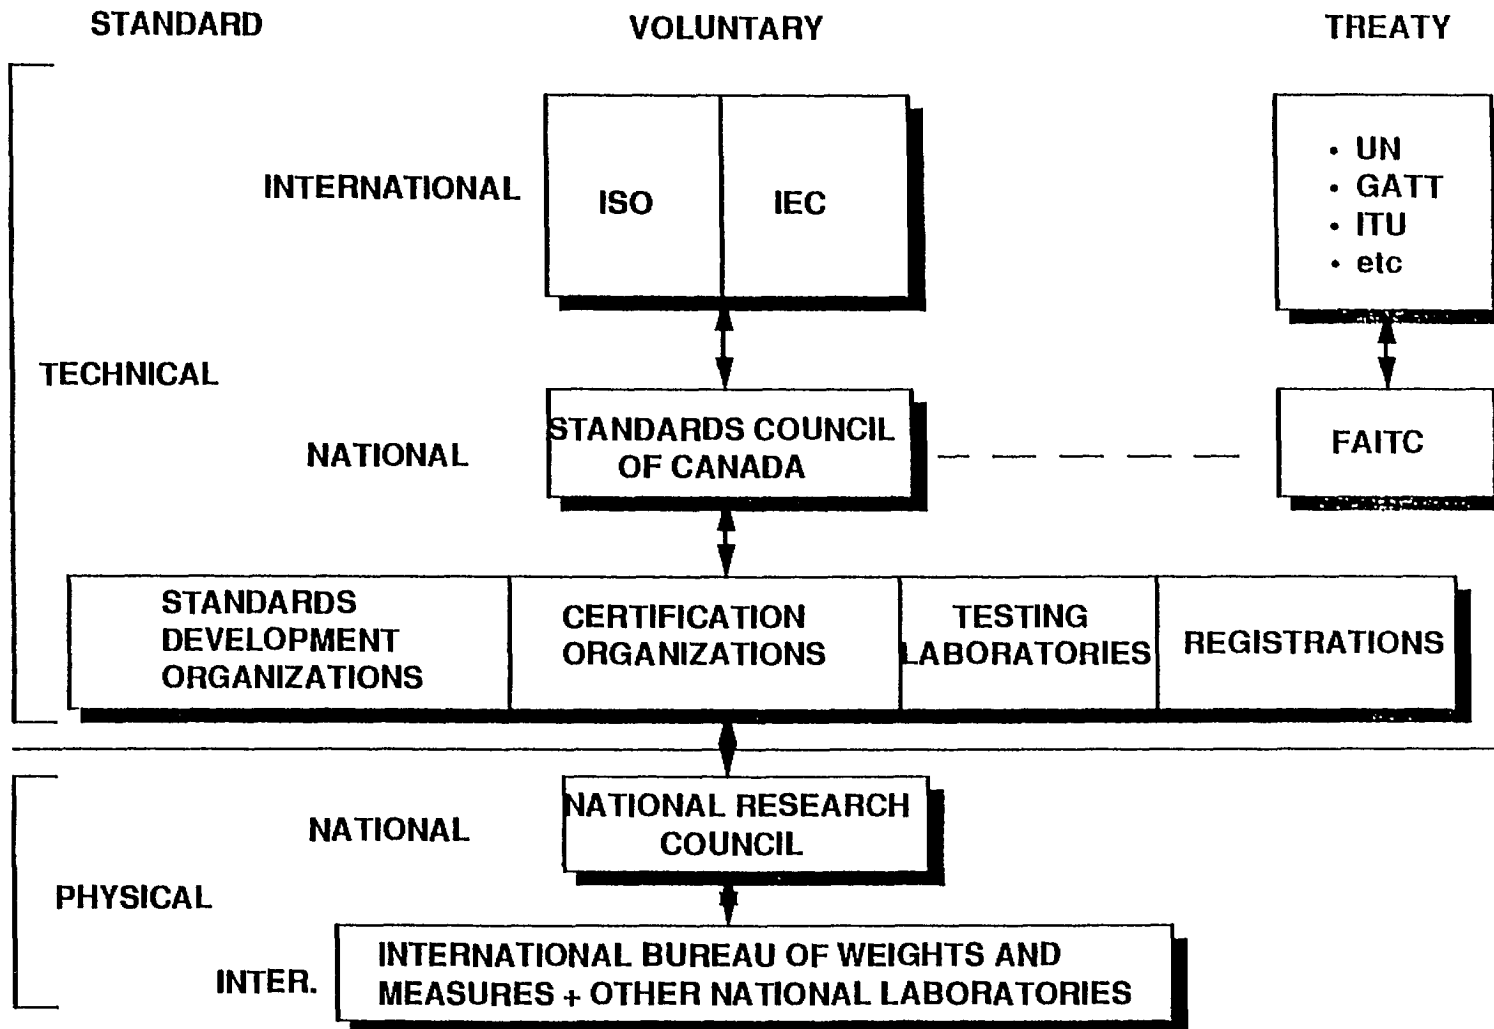 STANDARD
VOLUNTARY
TREATY
INTERNATIONAL
ISO
IEC
• UN
• GATT
• ITU
• etc
TECHNICAL
NATIONAL
STANDARDS COUNCIL
OF CANADA
FAITC
STANDARDS
DEVELOPMENT
ORGANIZATIONS
CERTIFICATION
ORGANIZATIONS
TESTING
LABORATORIES
REGISTRATIONS
NATIONAL
NATIONAL RESEARCH
COUNCIL
PHYSICAL
INTER.
INTERNATIONAL BUREAU OF WEIGHTS AND
MEASURES + OTHER NATIONAL LABORATORIES